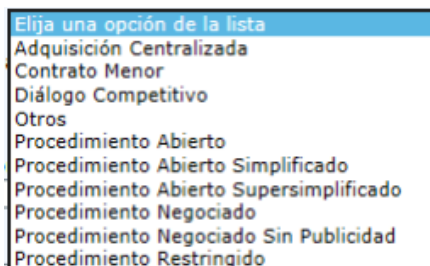 Elija una opción de la lista
Adquisición Centralizada
Contrato Menor
Diálogo Competitivo
Otros
Procedimiento Abierto
Procedimiento Abierto Simplificado
Procedimiento Abierto Supersimplificado
Procedimiento Negociado
Procedimiento Negociado Sin Publicidad
Procedimiento Restringido